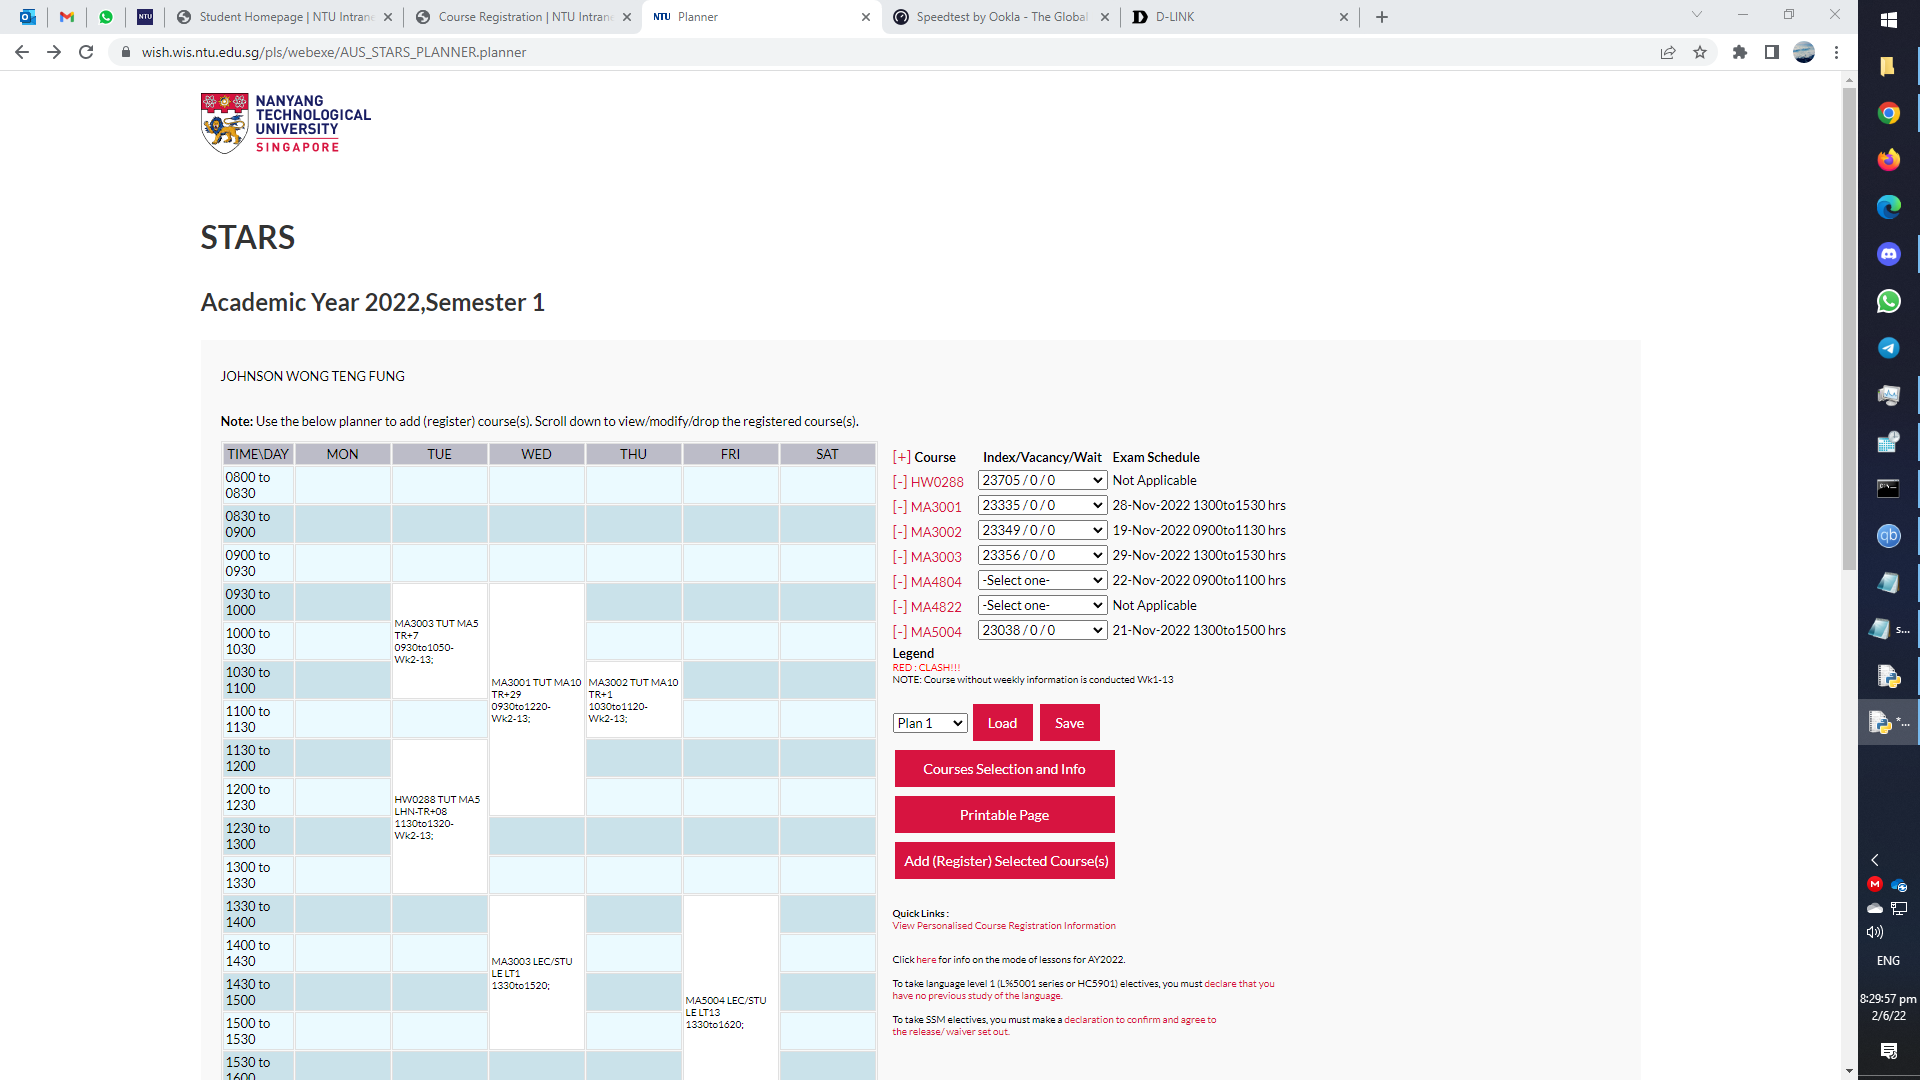 Student Homepage | NTU Intrane
Course Registration | NTU Intrane
NTU Planner
Speedtest by Ookla - The Global
D-LINK
wish.wis.ntu.edu.sg/pls/webexe/AUS_STARS_PLANNER.planner
NANYANG
TECHNOLOGICAL
UNIVERSITY
SINGAPORE
STARS
Academic Year 2022,Semester 1
JOHNSON WONG TENG FUNG
Note: Use the below planner to add (register) course(s). Scroll down to view/modify/drop the registered course(s).
TIME\DAY MON TUE WED THU FRI SAT
0800 to
0830
0830 to
0900
0900 to
0930
0930 to
1000
1000 to
1030
1030 to
1100
1100 to
1130
1130 to
1200
1200 to
1230
1230 to
1300
1300 to
1330
1330 to
1400
1400 to
1430
1430 to
1500
1500 to
1530
1530 to
1600
MA3003 TUT MA5
TR+7
0930to1050-
Wk2-13;
HW0288 TUT MA5
LHN-TR+08
1130to1320-
Wk2-13;
MA3001 TUT MA10
TR+29
0930to1220-
Wk2-13;
MA3003 LEC/STU
LE LT1
1330to1520;
MA3002 TUT MA10
TR+1
1030to1120-
Wk2-13;
MA5004 LEC/STU
LE LT13
1330to1620;
[+] Course Index/Vacancy/Wait Exam Schedule
[-] HW0288 23705 / 0 / 0 Not Applicable
[-] MA3001 23335 / 0 / 0 28-Nov-2022 1300to1530 hrs
[-] MA3002 23349 / 0 / 0 19-Nov-2022 0900to1130 hrs
[-] MA3003 23356 / 0 / 0 29-Nov-2022 1300to1530 hrs
[-] MA4804 -Select one- 22-Nov-2022 0900to1100 hrs
[-] MA4822 -Select one- Not Applicable
[-] MA5004 23038 / 0 / 0 21-Nov-2022 1300to1500 hrs
Legend
RED : CLASH!!!
NOTE: Course without weekly information is conducted Wk1-13
Plan 1 Load Save
Courses Selection and Info
Printable Page
Add (Register) Selected Course(s)
Quick Links :
View Personalised Course Registration Information
Click here for info on the mode of lessons for AY2022.
To take language level 1 (L%5001 series or HC5901) electives, you must declare that you
have no previous study of the language.
To take SSM electives, you must make a declaration to confirm and agree to
the release/ waiver set out.
s...
*...
ENG
8:29:57 pm
2/6/22